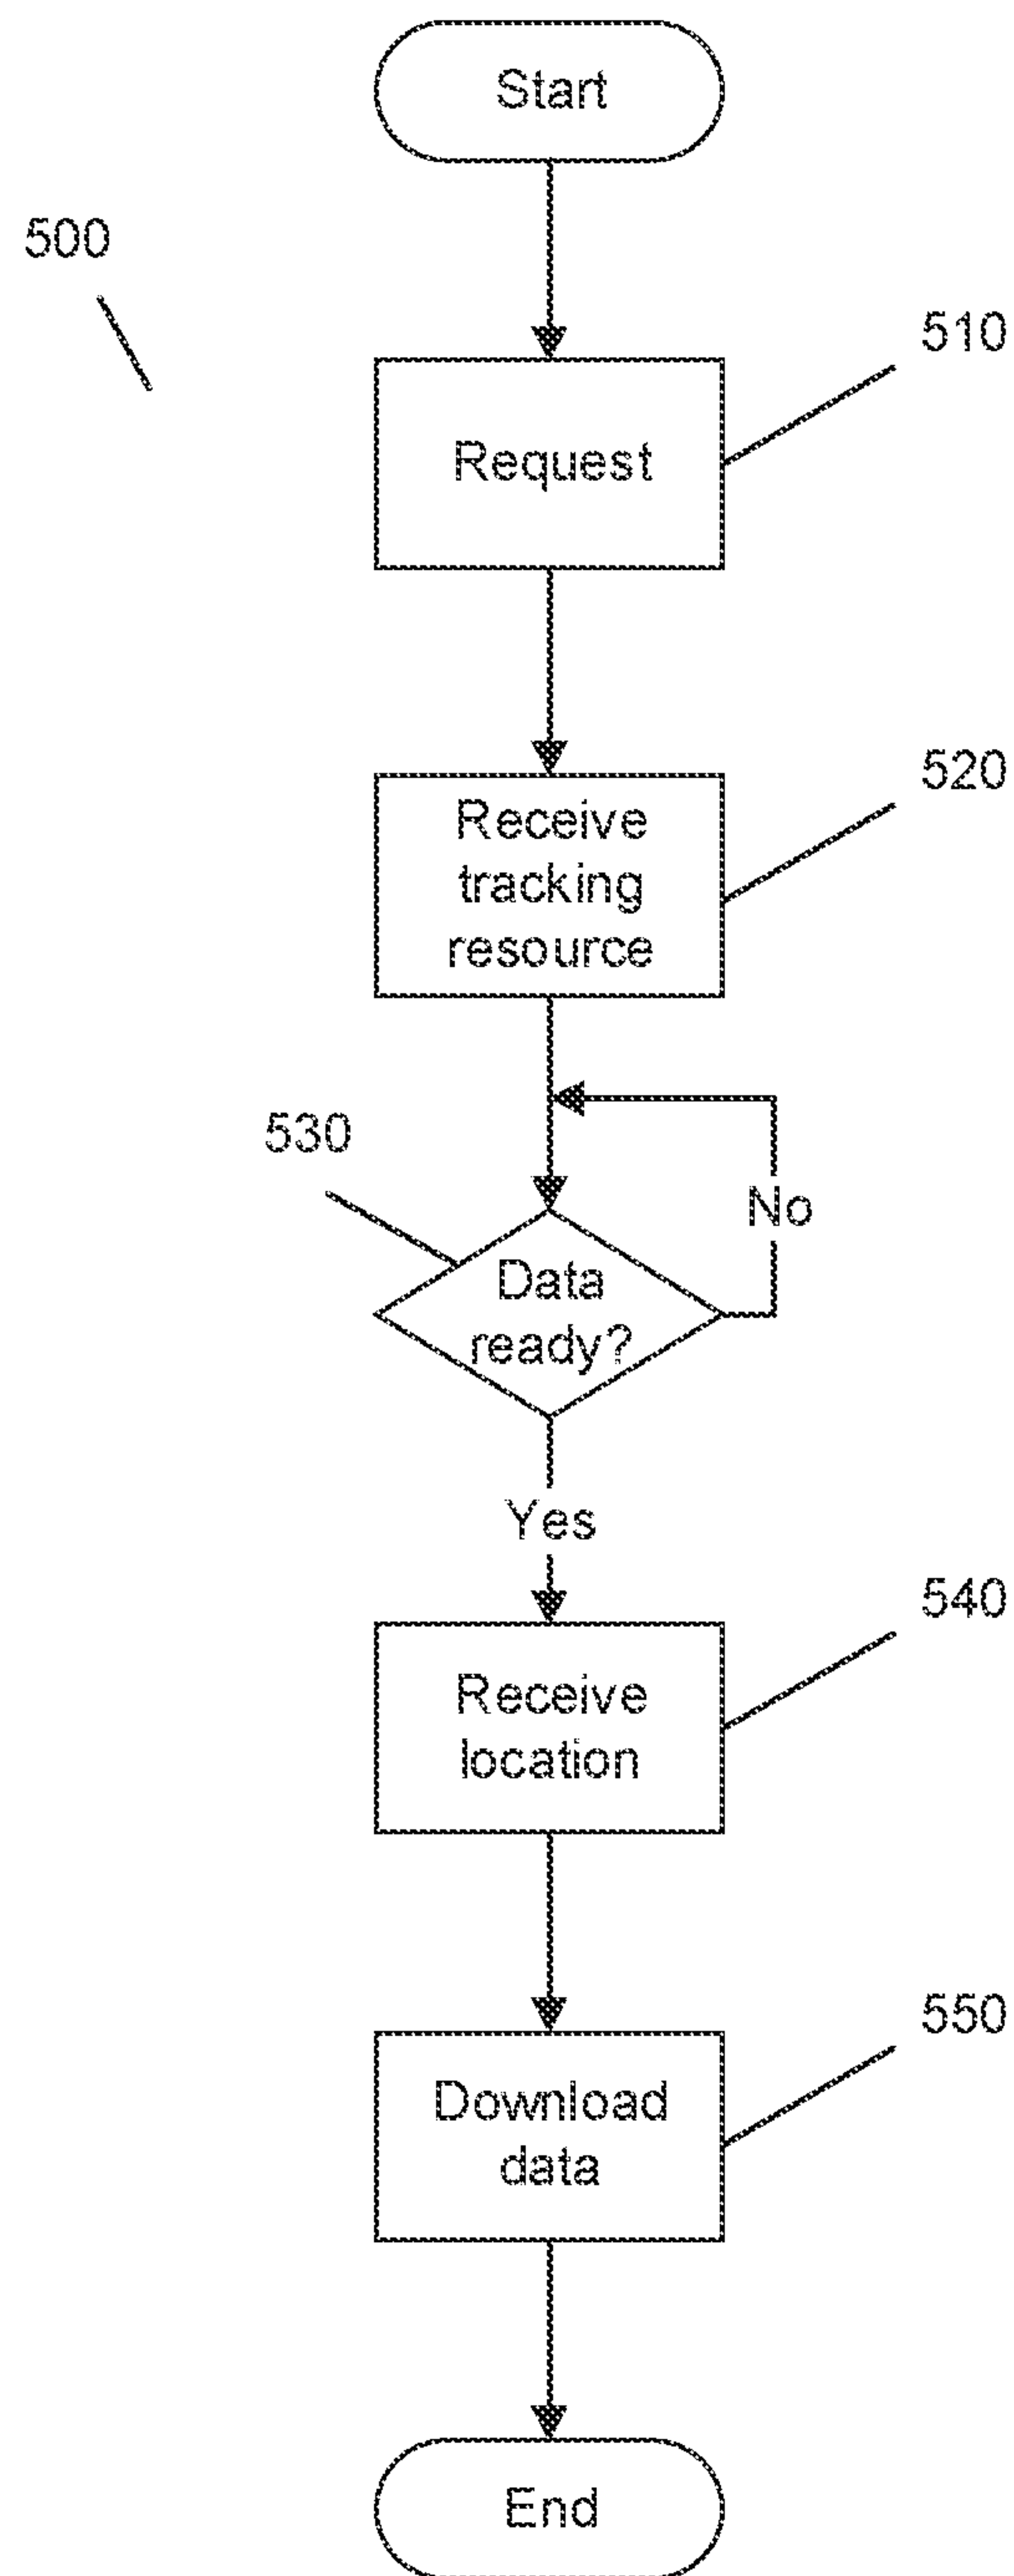 Start
500
510
Request
520
Receive
tracking
resource
530
No
Data
ready?
Yes
540
Receive
location
550
Download
data
End